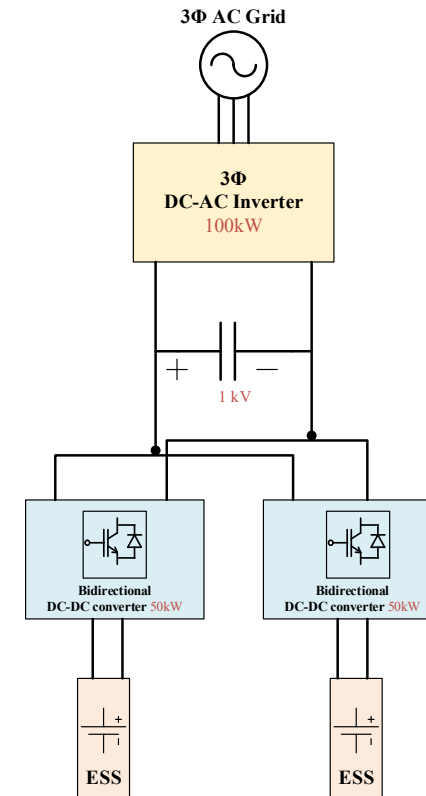 3Φ AC Grid
3Φ
DC-AC Inverter
100kW
+ −
1 kV
Bidirectional
DC-DC converter 50kW
Bidirectional
DC-DC converter 50kW
+
-
ESS
+
-
ESS